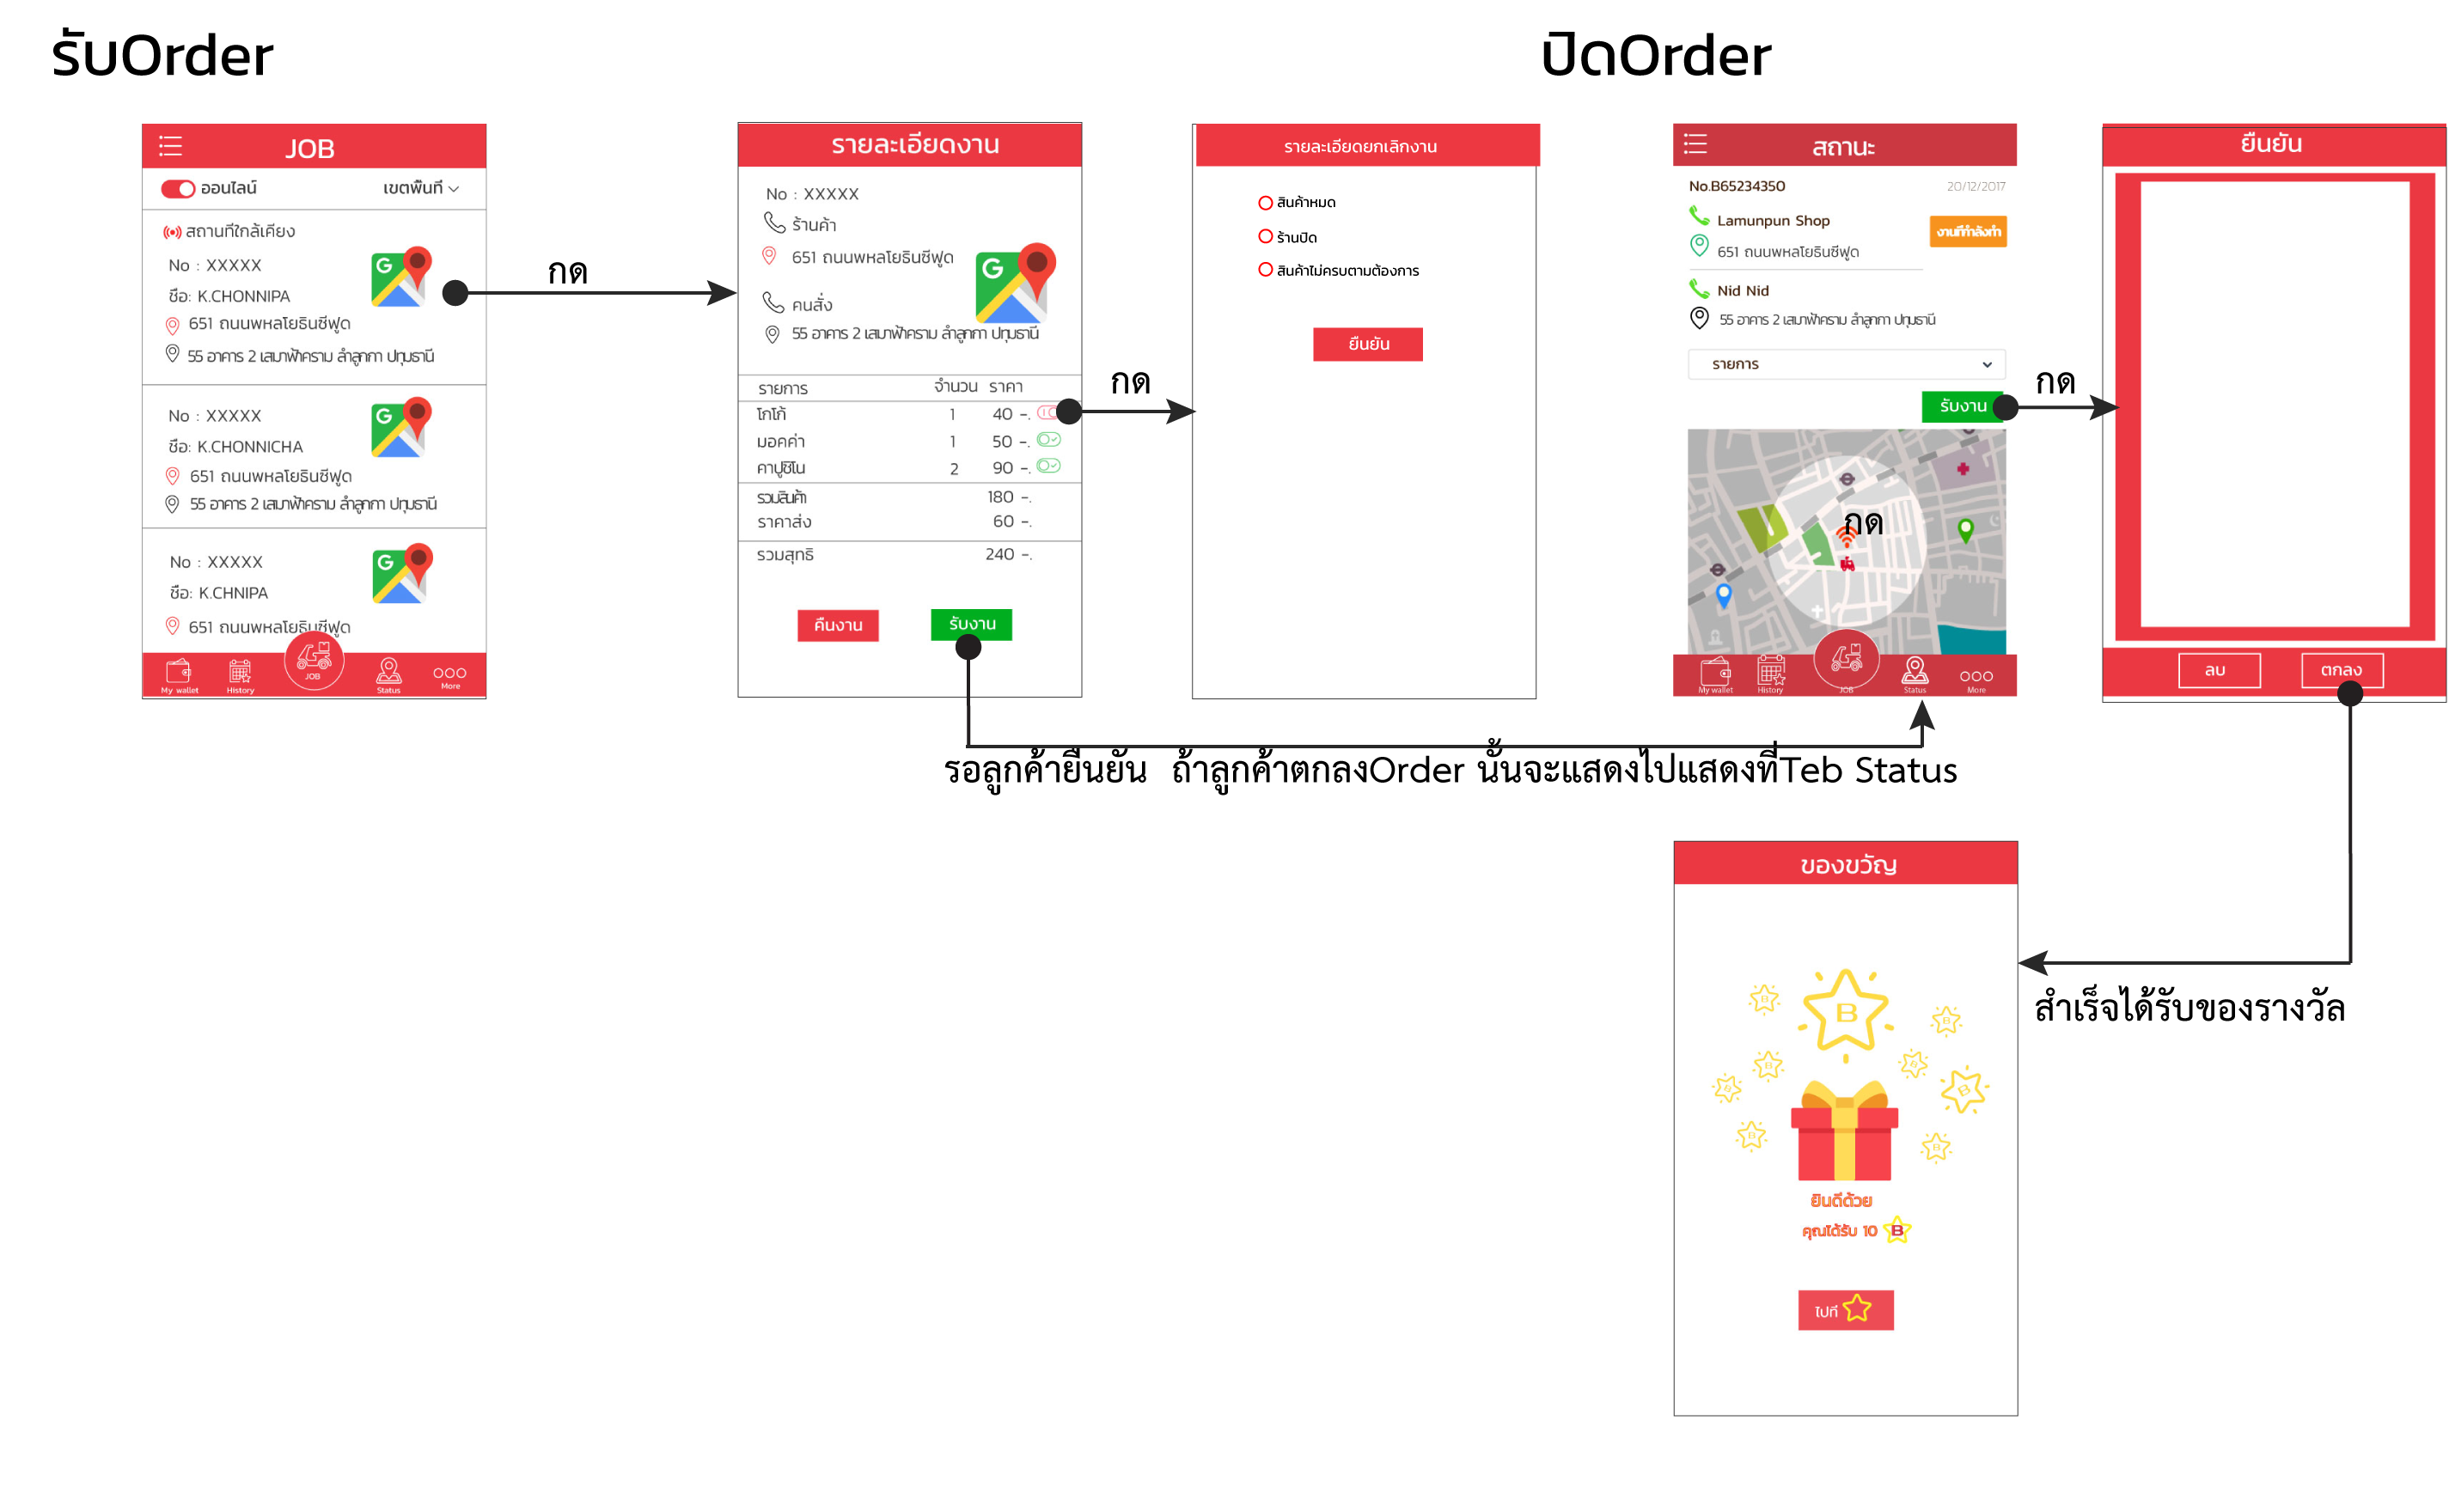 รับOrder
JOB
ออนไลน์ เขตพื้นที่
สถานที่ใกล้เคียง
No : XXXXX
ชื่อ: K.CHONNIPA
651 ถนนพหลโยธินซีฟูด
55 อาคาร 2 เสมาฟ้าคราม ลำลูกกา ปทุมธานี
No : XXXXX
ชื่อ: K.CHONNICHA
651 ถนนพหลโยธินซีฟูด
55 อาคาร 2 เสมาฟ้าคราม ลำลูกกา ปทุมธานี
No : XXXXX
ชื่อ: K.CHNIPA
651 ถนนพหลโยธินซีฟูด
My wallet History JOB Status More
กด
รายละเอียดงาน
No : XXXXX
ร้านค้า
651 ถนนพหลโยธินซีฟูด
คนสั่ง
55 อาคาร 2 เสมาฟ้าคราม ลำลูกกา ปทุมธานี
รายการ จำนวน ราคา
โกโก้ 1 40 -.
มอคค่า 1 50 -.
คาปูชิโน 2 90 -.
รวมสินค้า 180 -.
ราคาส่ง 60 -.
รวมสุทธิ 240 -.
คืนงาน รับงาน
กด
รายละเอียดยกเลิกงาน
สินค้าหมด
ร้านปิด
สินค้าไม่ครบตามต้องการ
ยืนยัน
รอลูกค้ายืนยัน ถ้าลูกค้าตกลงOrder นั้นจะแสดงไปแสดงที่Teb Status
ปิดOrder
สถานะ
No.B65234350 20/12/2017
Lamunpun Shop
งานที่กำลังทำ
651 ถนนพหลโยธินซีฟูด
Nid Nid
55 อาคาร 2 เสมาฟ้าคราม ลำลูกกา ปทุมธานี
รายการ
รับงาน
กด
My wallet History JOB Status More
กด
ยืนยัน
ลบ ตกลง
สำเร็จได้รับของรางวัล
ของขวัญ
ยินดีด้วย
คุณได้รับ 10 B
ไปที่